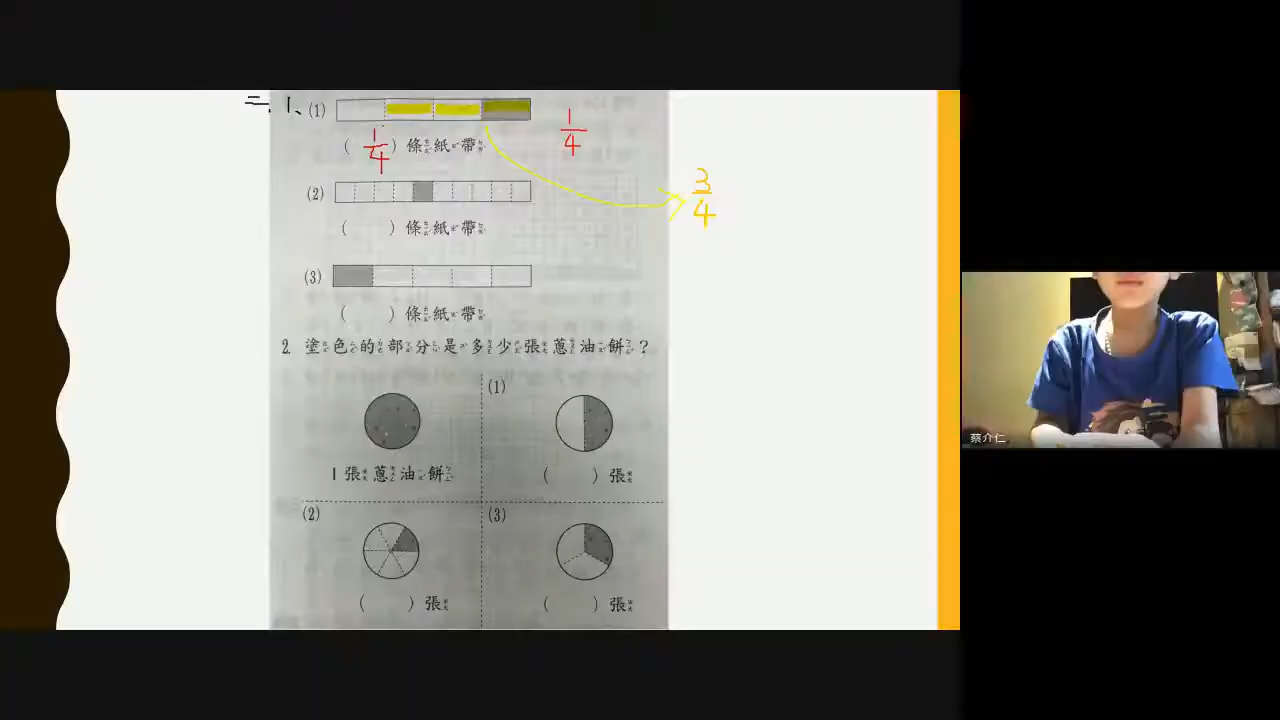 二、1、(1)
1/4
( 1/4 )條紙帶
3/4
(2)
( )條紙帶
(3)
( )條紙帶
2. 塗色的部分是多少張蔥油餅？
1張蔥油餅
(1)
( )張
(2)
( )張
(3)
( )張
蔡介仁